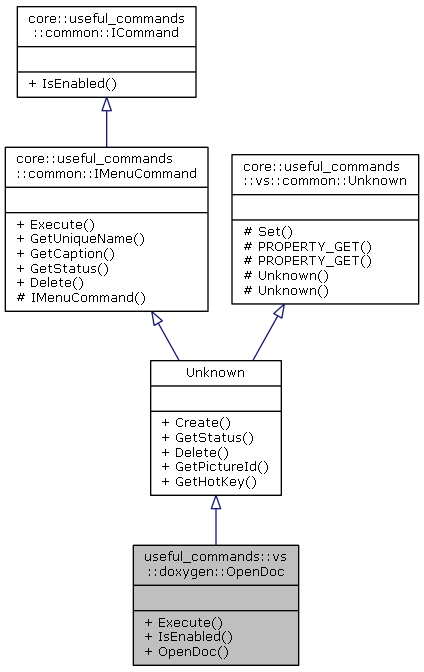 core::useful_commands
::common::ICommand
+ IsEnabled()
core::useful_commands
::common::IMenuCommand
+ Execute()
+ GetUniqueName()
+ GetCaption()
+ GetStatus()
+ Delete()
# IMenuCommand()
core::useful_commands
::vs::common::Unknown
# Set()
# PROPERTY_GET()
# PROPERTY_GET()
# Unknown()
# Unknown()
Unknown
+ Create()
+ GetStatus()
+ Delete()
+ GetPictureId()
+ GetHotKey()
useful_commands::vs
::doxygen::OpenDoc
+ Execute()
+ IsEnabled()
+ OpenDoc()